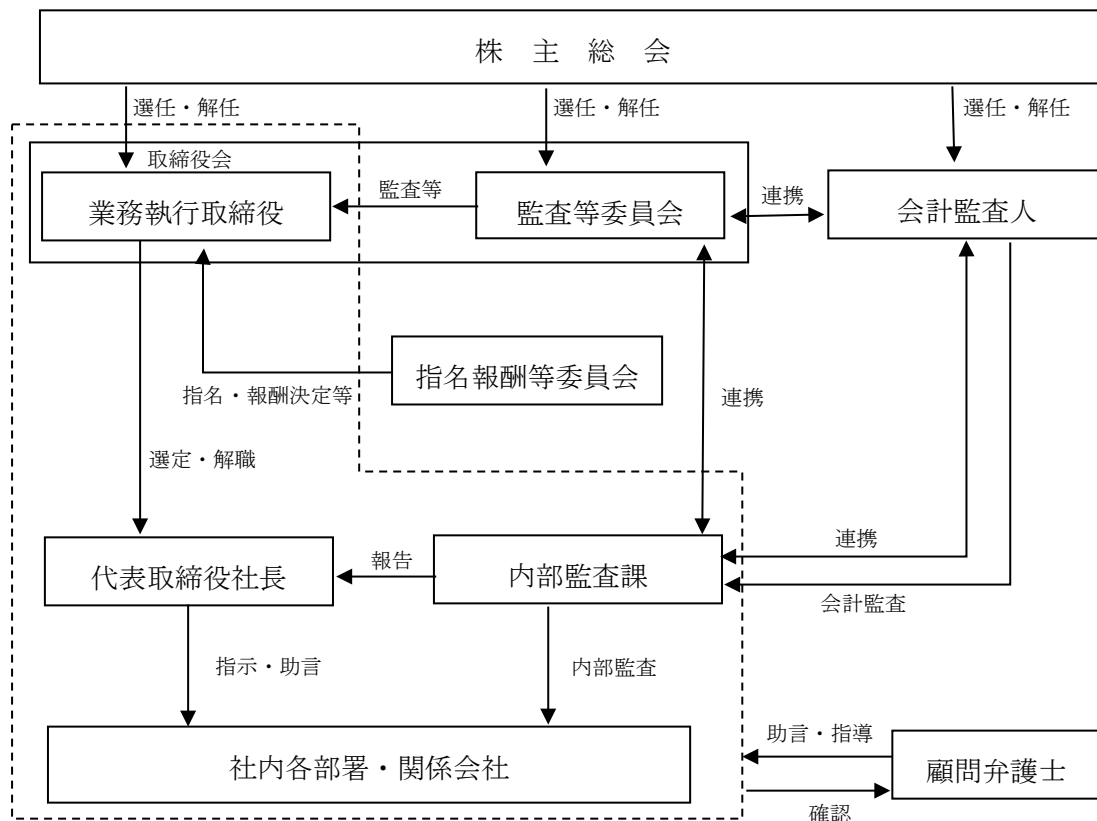 株　主　総　会
選任・解任
選任・解任
選任・解任
取締役会
業務執行取締役
監査等
監査等委員会
連携
会計監査人
指名報酬等委員会
指名・報酬決定等
連携
選定・解職
代表取締役社長
報告
内部監査課
連携
会計監査
指示・助言
内部監査
社内各部署・関係会社
助言・指導
顧問弁護士
確認